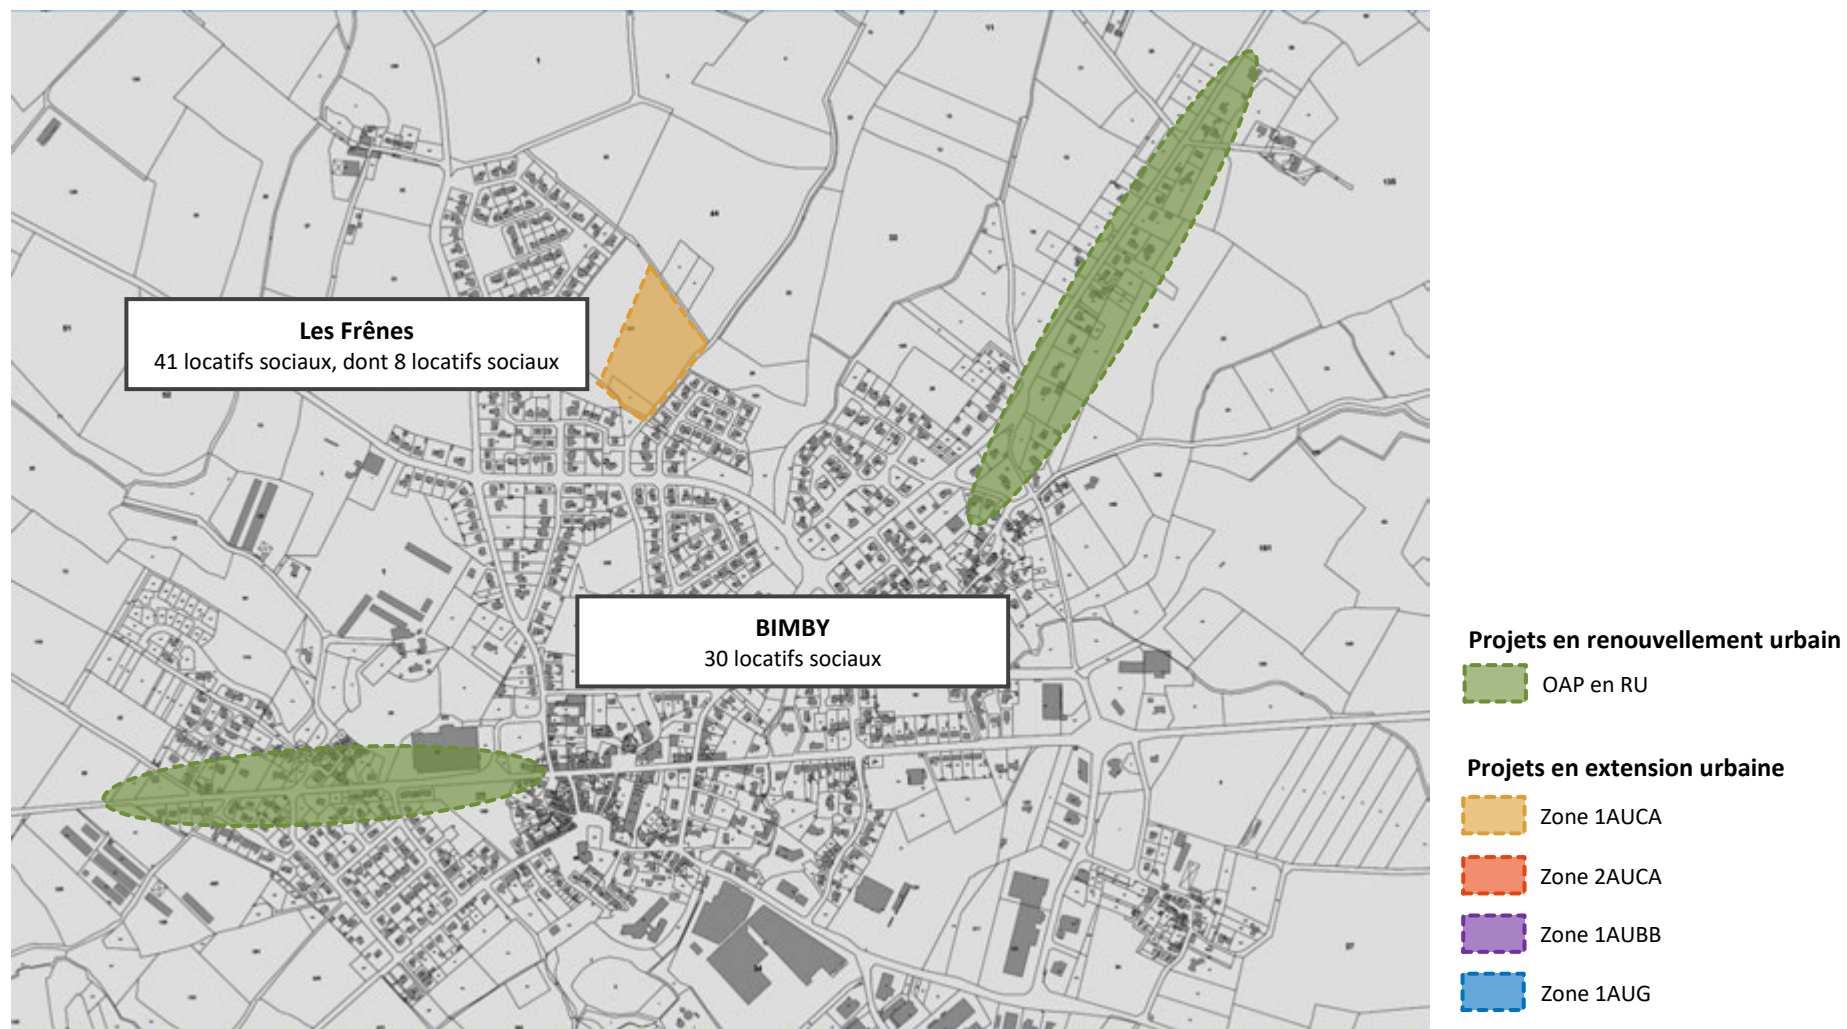 Les Frênes
41 locatifs sociaux, dont 8 locatifs sociaux
BIMBY
30 locatifs sociaux
Projets en renouvellement urbain
OAP en RU
Projets en extension urbaine
Zone 1AUCA
Zone 2AUCA
Zone 1AUBB
Zone 1AUG